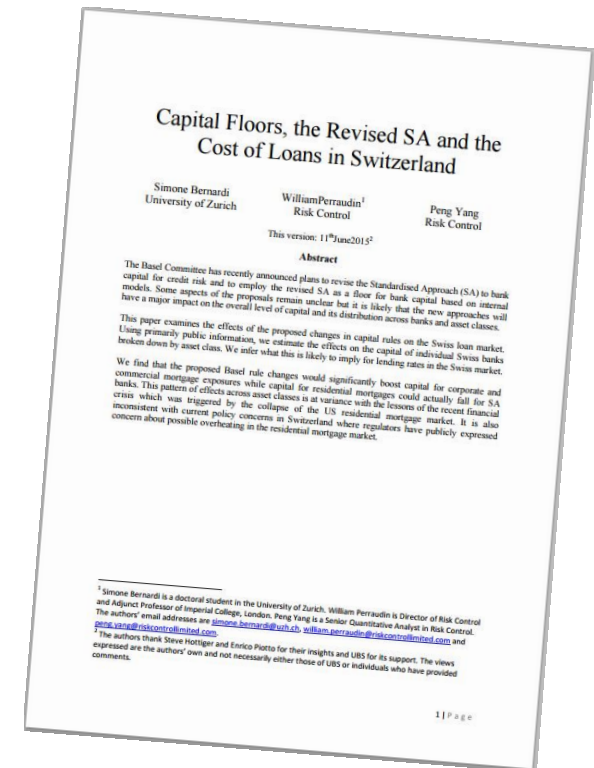 Capital Floors, the Revised SA and the
Cost of Loans in Switzerland
Simone Bernardi
University of Zurich
WilliamPerraudin1
Risk Control
Peng Yang
Risk Control
This version: 11thJune20152
Abstract
The Basel Committee has recently announced plans to revise the Standardised Approach (SA) to bank
capital for credit risk and to employ the revised SA as a floor for bank capital based on internal
models. Some aspects of the proposals remain unclear but it is likely that the new approaches will
have a major impact on the overall level of capital and its distribution across banks and asset classes.
This paper examines the effects of the proposed changes in capital rules on the Swiss loan market.
Using primarily public information, we estimate the effects on the capital of individual Swiss banks
broken down by asset class. We infer what this is likely to imply for lending rates in the Swiss market.
We find that the proposed Basel rule changes would significantly boost capital for corporate and
commercial mortgage exposures while capital for residential mortgages could actually fall for SA
banks. This pattern of effects across asset classes is at variance with the lessons of the recent financial
crisis which was triggered by the collapse of the US residential mortgage market. It is also
inconsistent with current policy concerns in Switzerland where regulators have publicly expressed
concern about possible overheating in the residential mortgage market.
1 Simone Bernardi is a doctoral student in the University of Zurich. William Perraudin is Director of Risk Control
and Adjunct Professor of Imperial College, London. Peng Yang is a Senior Quantitative Analyst in Risk Control.
The authors' email addresses are simone.bernardi@uzh.ch, william.perraudin@riskcontrollimited.com and
peng.yang@riskcontrollimited.com.
2 The authors thank Steve Hottiger and Enrico Piotto for their insights and UBS for its support. The views
expressed are the authors' own and not necessarily either those of UBS or individuals who have provided
comments.
1 | Page